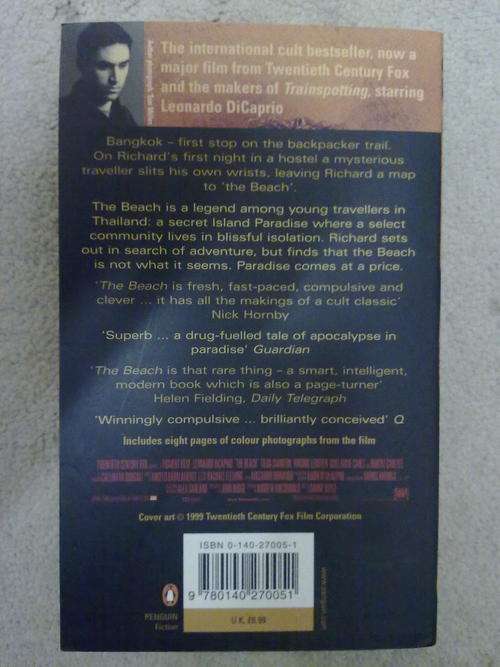 The international cult bestseller, now a
major film from Twentieth Century Fox
and the makers of Trainspotting, starring
Leonardo DiCaprio
Bangkok – first stop on the backpacker trail.
On Richard's first night in a hostel a mysterious
traveller slits his own wrists, leaving Richard a map
to 'the Beach'.
The Beach is a legend among young travellers in
Thailand: a secret Island Paradise where a select
community lives in blissful isolation. Richard sets
out in search of adventure, but finds that the Beach
is not what it seems. Paradise comes at a price.
'The Beach is fresh, fast-paced, compulsive and
clever ... it has all the makings of a cult classic'
Nick Hornby
'Superb ... a drug-fuelled tale of apocalypse in
paradise' Guardian
'The Beach is that rare thing – a smart, intelligent,
modern book which is also a page-turner'
Helen Fielding, Daily Telegraph
'Winningly compulsive ... brilliantly conceived' Q
Includes eight pages of colour photographs from the film
Cover art © 1999 Twentieth Century Fox Film Corporation
ISBN 0-140-27005-1
9 780140 270051
PENGUIN
Fiction
U.K. £6.99